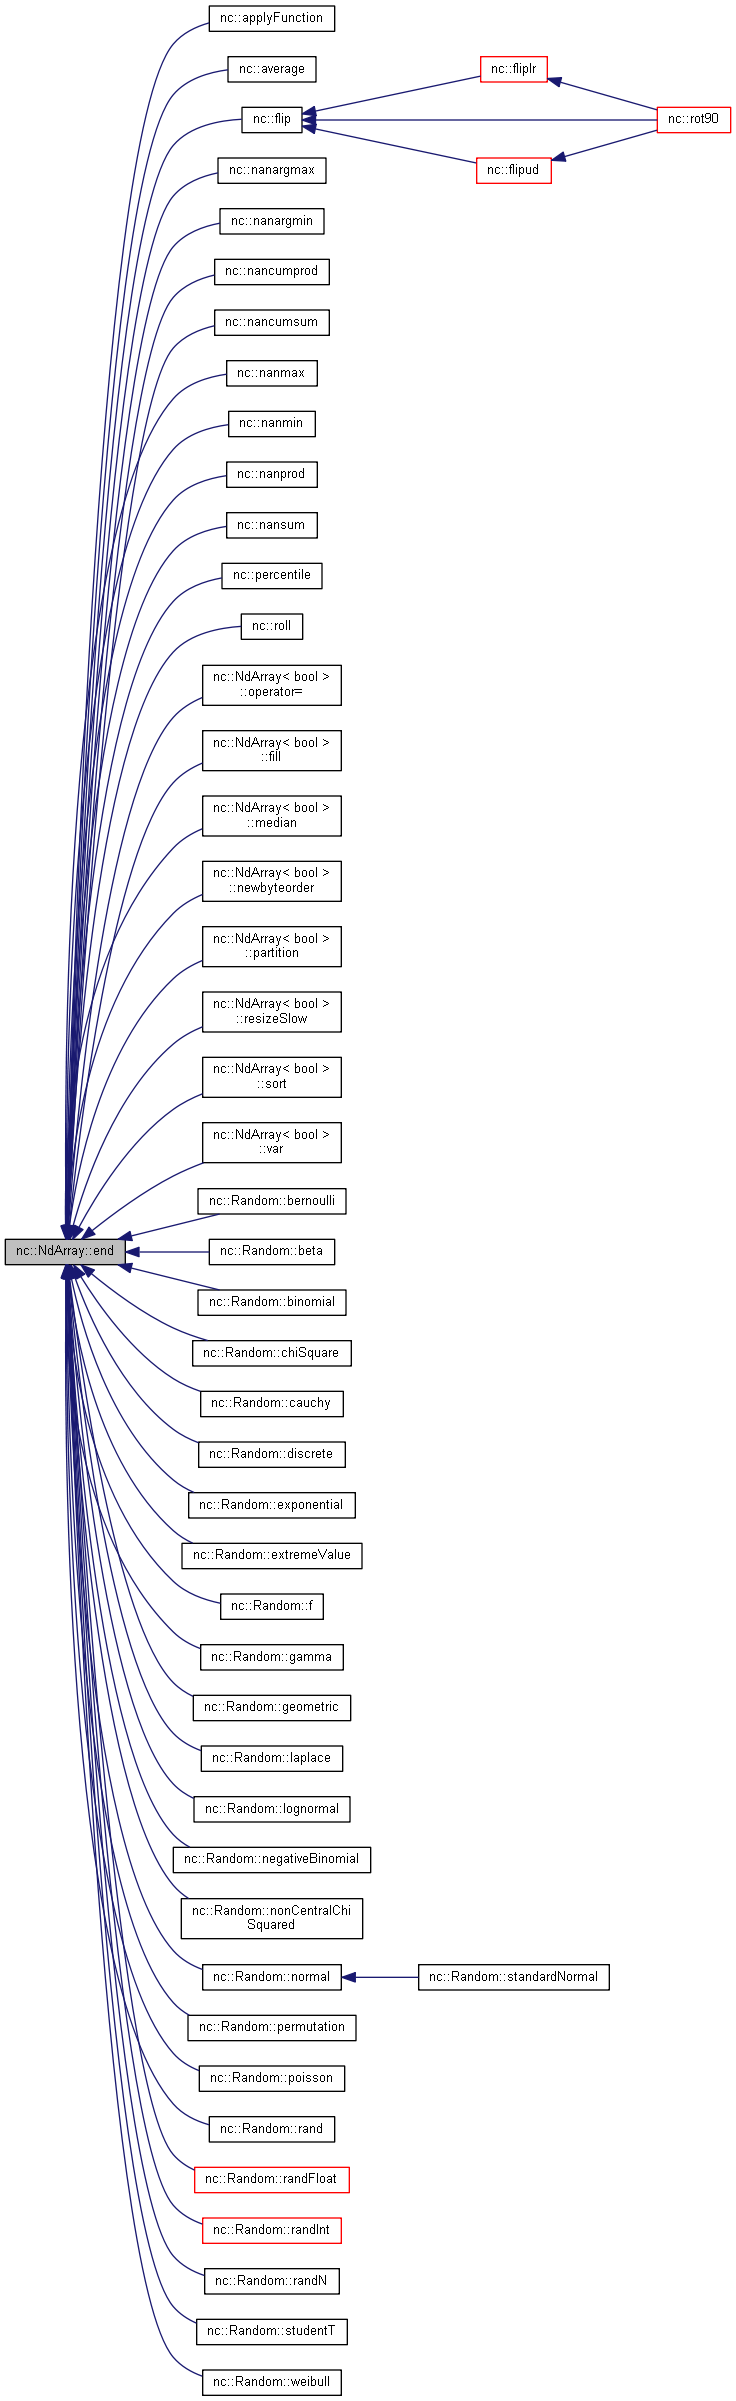 nc::applyFunction
nc::average
nc::fliplr
nc::flip
nc::rot90
nc::flipud
nc::nanargmax
nc::nanargmin
nc::nancumprod
nc::nancumsum
nc::nanmax
nc::nanmin
nc::nanprod
nc::nansum
nc::percentile
nc::roll
nc::NdArray< bool >
::operator=
nc::NdArray< bool >
::fill
nc::NdArray< bool >
::median
nc::NdArray< bool >
::newbyteorder
nc::NdArray< bool >
::partition
nc::NdArray< bool >
::resizeSlow
nc::NdArray< bool >
::sort
nc::NdArray< bool >
::var
nc::Random::bernoulli
nc::NdArray::end
nc::Random::beta
nc::Random::binomial
nc::Random::chiSquare
nc::Random::cauchy
nc::Random::discrete
nc::Random::exponential
nc::Random::extremeValue
nc::Random::f
nc::Random::gamma
nc::Random::geometric
nc::Random::laplace
nc::Random::lognormal
nc::Random::negativeBinomial
nc::Random::nonCentralChi
Squared
nc::Random::normal
nc::Random::standardNormal
nc::Random::permutation
nc::Random::poisson
nc::Random::rand
nc::Random::randFloat
nc::Random::randInt
nc::Random::randN
nc::Random::studentT
nc::Random::weibull